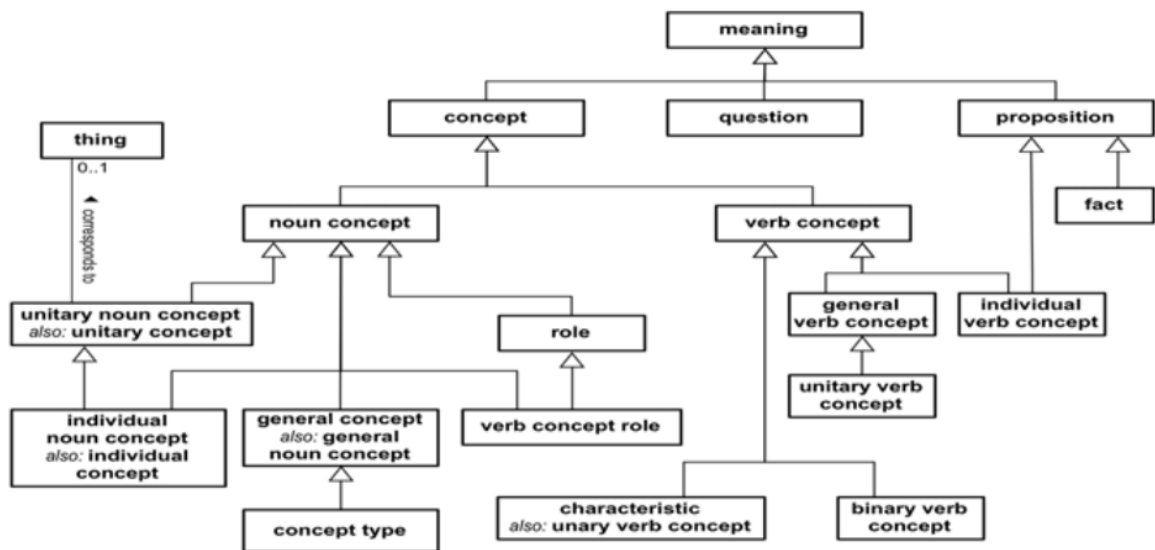 meaning
concept
question
proposition
thing
0..1
◀ corresponds to
fact
noun concept
verb concept
unitary noun concept
also: unitary concept
role
general
verb concept
individual
verb concept
unitary verb
concept
individual
noun concept
also: individual
concept
general concept
also: general
noun concept
verb concept role
concept type
characteristic
also: unary verb concept
binary verb
concept